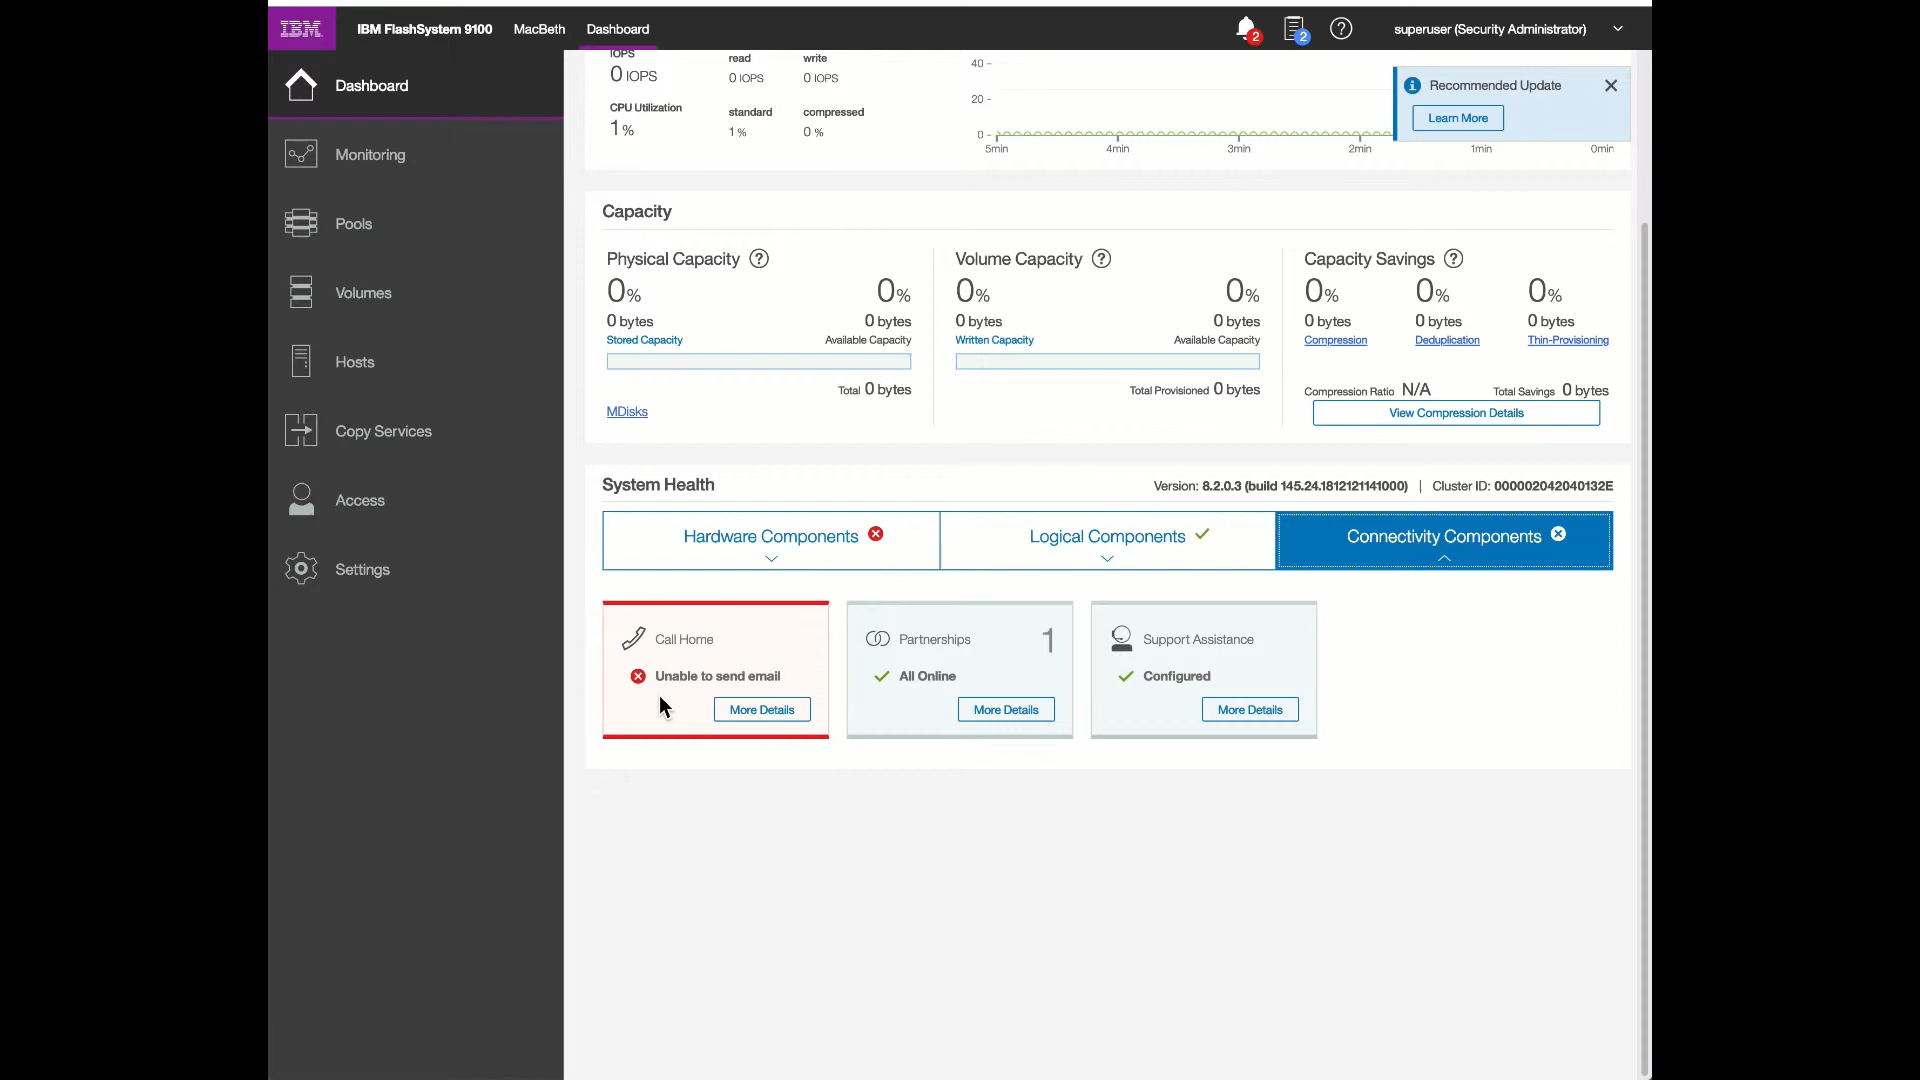 IBM
IBM FlashSystem 9100 MacBeth Dashboard
2 2 ? superuser (Security Administrator)
Dashboard
Monitoring
Pools
Volumes
Hosts
Copy Services
Access
Settings
IOPS read write
0 IOPS 0 IOPS 0 IOPS
CPU Utilization standard compressed
1% 1% 0%
40
20
0
5min 4min 3min 2min 1min 0min
Recommended Update
Learn More
Capacity
Physical Capacity ?
0% 0%
0 bytes 0 bytes
Stored Capacity Available Capacity
Total 0 bytes
MDisks
Volume Capacity ?
0% 0%
0 bytes 0 bytes
Written Capacity Available Capacity
Total Provisioned 0 bytes
Capacity Savings ?
0% 0% 0%
0 bytes 0 bytes 0 bytes
Compression Deduplication Thin-Provisioning
Compression Ratio N/A Total Savings 0 bytes
View Compression Details
System Health Version: 8.2.0.3 (build 145.24.1812121141000) | Cluster ID: 000002042040132E
Hardware Components Logical Components Connectivity Components
Call Home
Unable to send email
More Details
Partnerships 1
All Online
More Details
Support Assistance
Configured
More Details